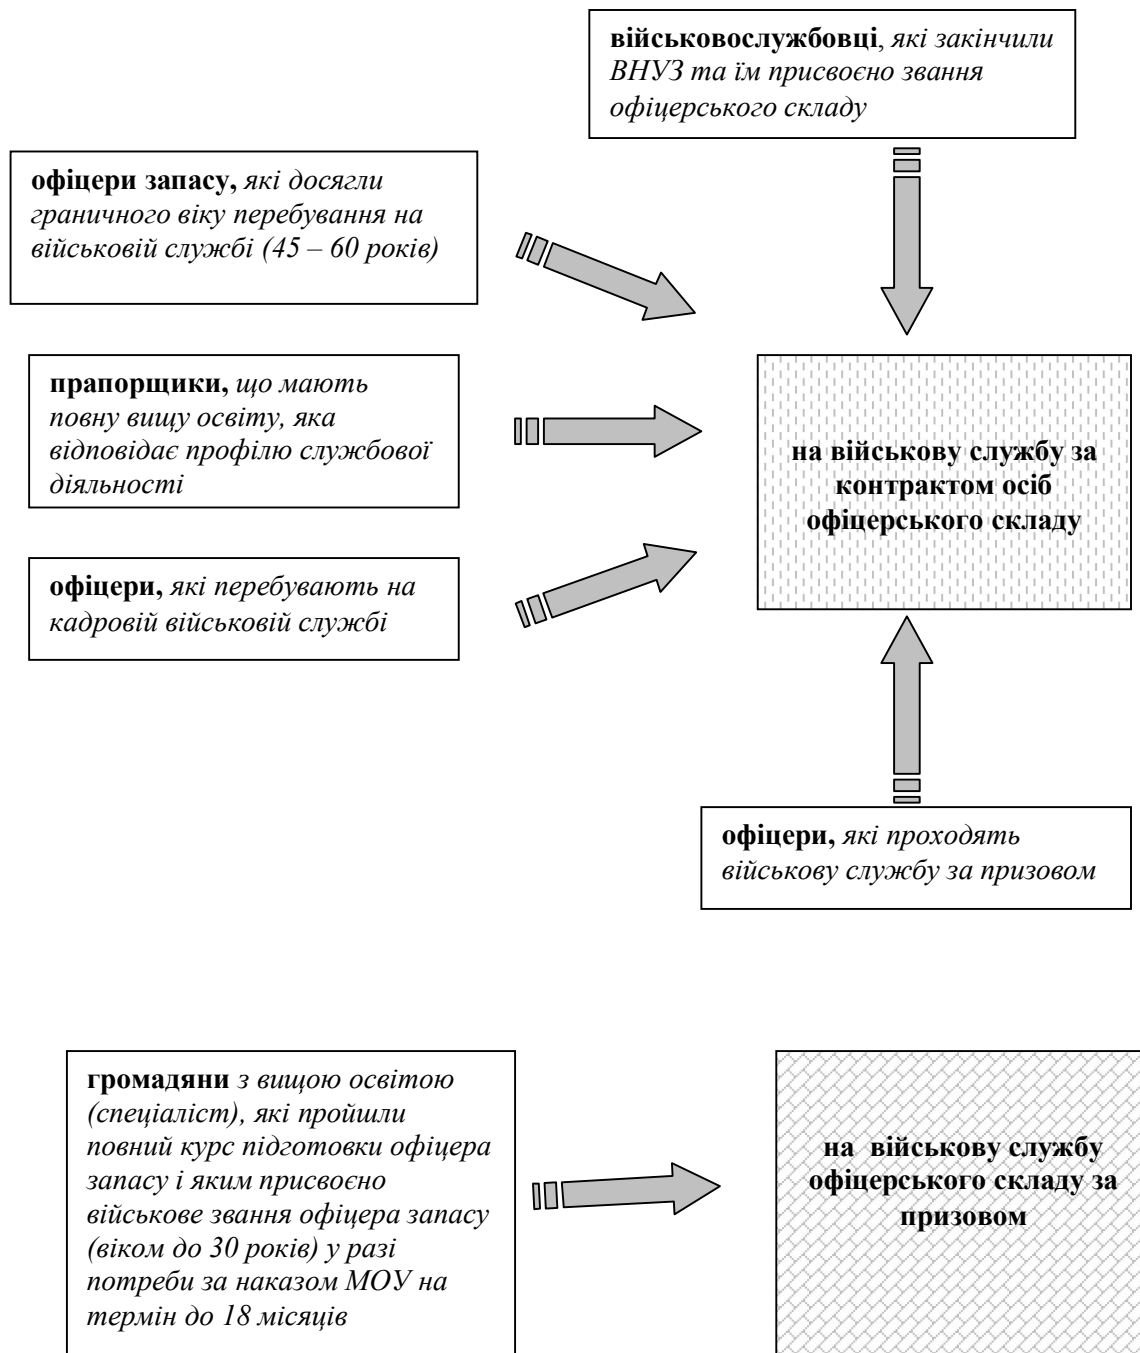 військовослужбовці, які закінчили
ВНУЗ та їм присвоєно звання
офіцерського складу
офіцери запасу, які досягли
граничного віку перебування на
військовій службі (45 – 60 років)
прапорщики, що мають
повну вищу освіту, яка
відповідає профілю службової
діяльності
на військову службу за
контрактом осіб
офіцерського складу
офіцери, які перебувають на
кадровій військовій службі
офіцери, які проходять
військову службу за призовом
громадяни з вищою освітою
(спеціаліст), які пройшли
повний курс підготовки офіцера
запасу і яким присвоєно
військове звання офіцера запасу
(віком до 30 років) у разі
потреби за наказом МОУ на
термін до 18 місяців
на військову службу
офіцерського складу за
призовом